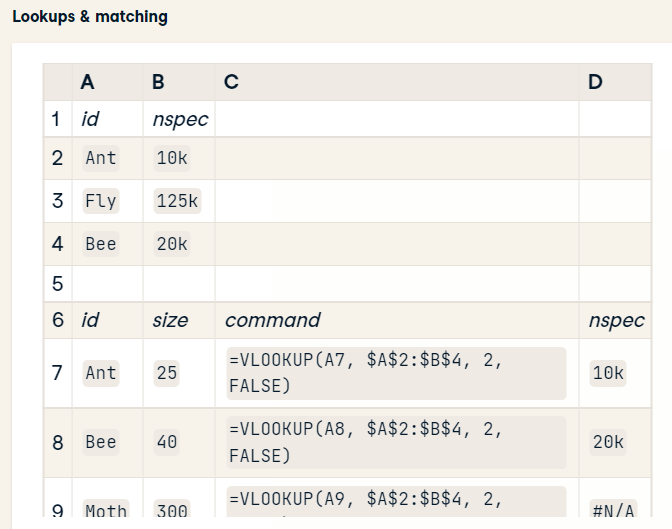 Lookups & matching
A B C D
1 id nspec
2 Ant 10k
3 Fly 125k
4 Bee 20k
5
6 id size command nspec
7 Ant 25 =VLOOKUP(A7, $A$2:$B$4, 2, 10k
FALSE)
8 Bee 40 =VLOOKUP(A8, $A$2:$B$4, 2, 20k
FALSE)
9 Moth 300 =VLOOKUP(A9, $A$2:$B$4, 2, #N/A